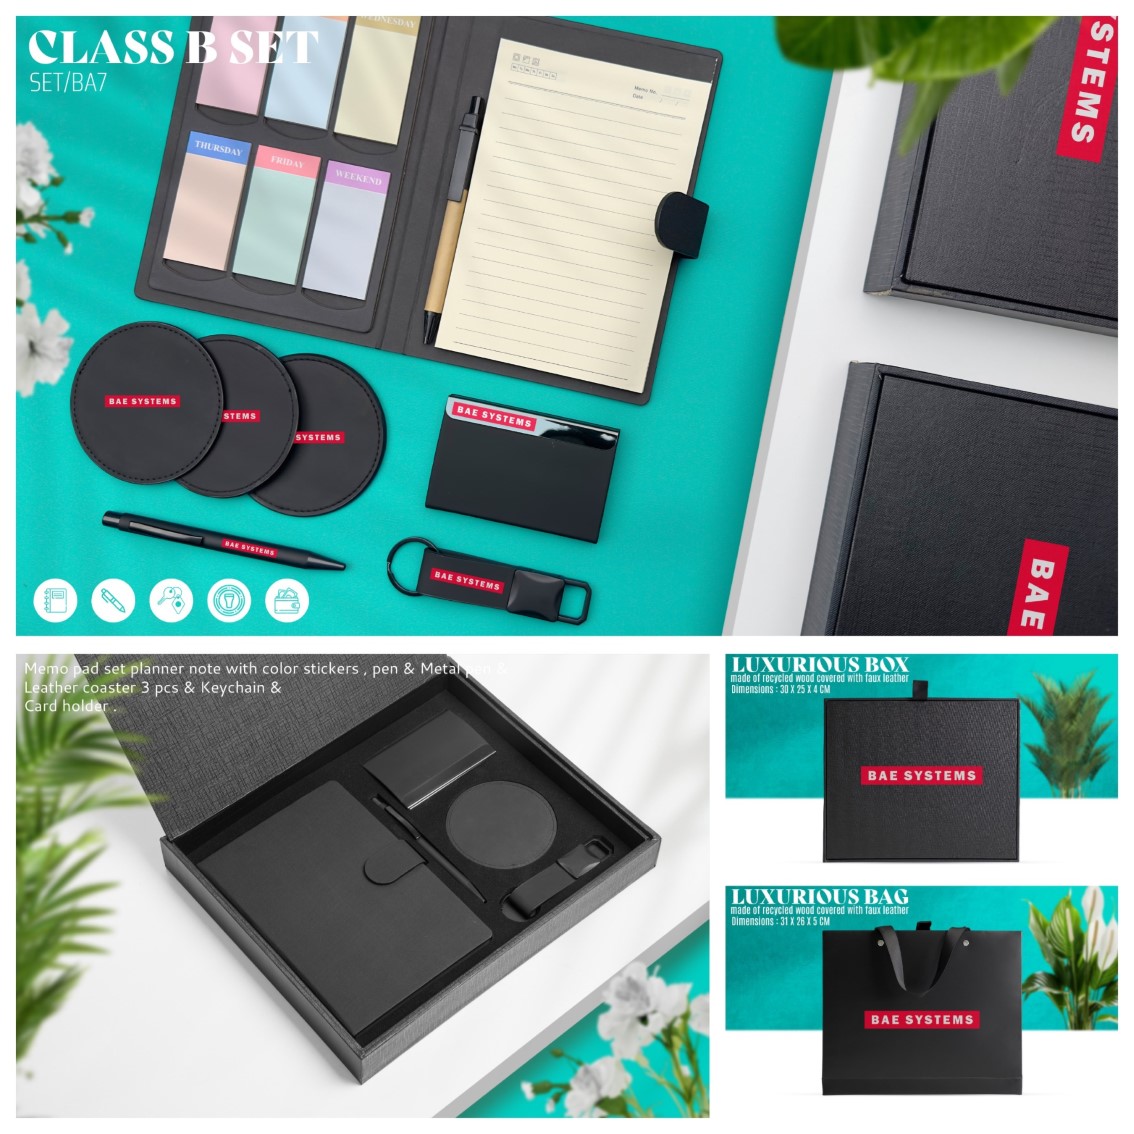 CLASS B SET
SET/BA7
WEDNESDAY
THURSDAY
FRIDAY
WEEKEND
Memo No.
Date
BAE SYSTEMS
STEMS
SYSTEMS
BAE SYSTEMS
BAE SYSTEMS
BAE SYSTEMS
STEMS
BAE
Memo pad set planner note with color stickers , pen & Metal pen &
Leather coaster 3 pcs & Keychain &
Card holder .
LUXURIOUS BOX
made of recycled wood covered with faux leather
Dimensions : 30 X 25 X 4 CM
BAE SYSTEMS
LUXURIOUS BAG
made of recycled wood covered with faux leather
Dimensions : 31 X 26 X 5 CM
BAE SYSTEMS